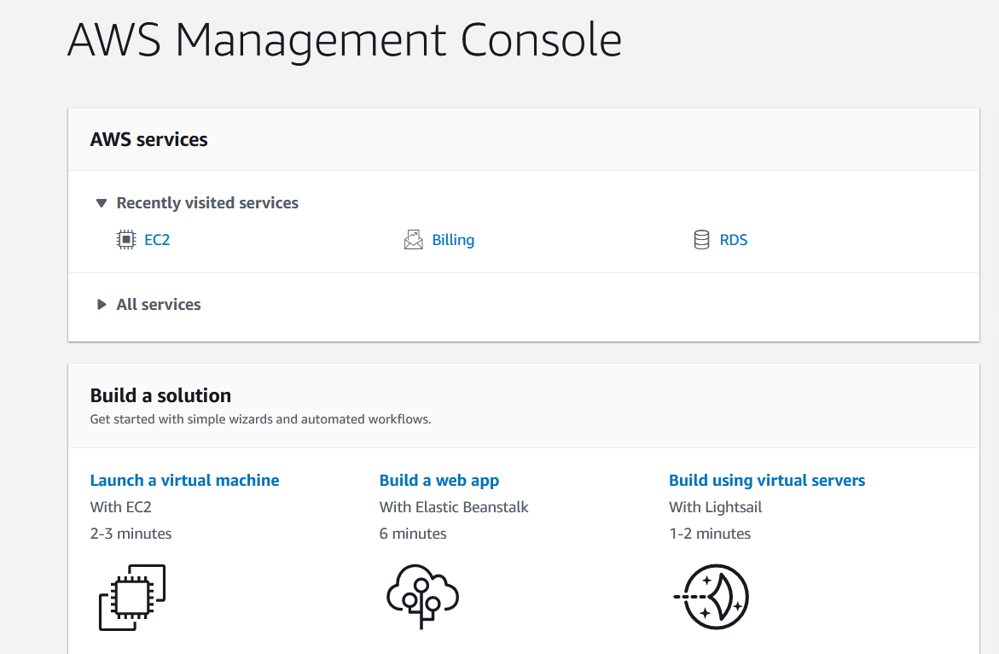 AWS Management Console
AWS services
Recently visited services
EC2
Billing
RDS
All services
Build a solution
Get started with simple wizards and automated workflows.
Launch a virtual machine
With EC2
2-3 minutes
Build a web app
With Elastic Beanstalk
6 minutes
Build using virtual servers
With Lightsail
1-2 minutes